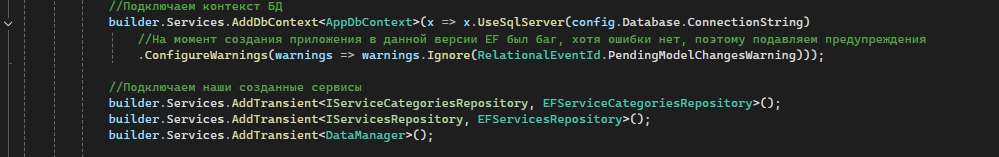 //Подключаем контекст БД
builder.Services.AddDbContext<AppDbContext>(x => x.UseSqlServer(config.Database.ConnectionString)
//На момент создания приложения в данной версии EF был баг, хотя ошибки нет, поэтому подавляем предупреждения
.ConfigureWarnings(warnings => warnings.Ignore(RelationalEventId.PendingModelChangesWarning)));
//Подключаем наши созданные сервисы
builder.Services.AddTransient<IServiceCategoriesRepository, EFServiceCategoriesRepository>();
builder.Services.AddTransient<IServicesRepository, EFServicesRepository>();
builder.Services.AddTransient<DataManager>();